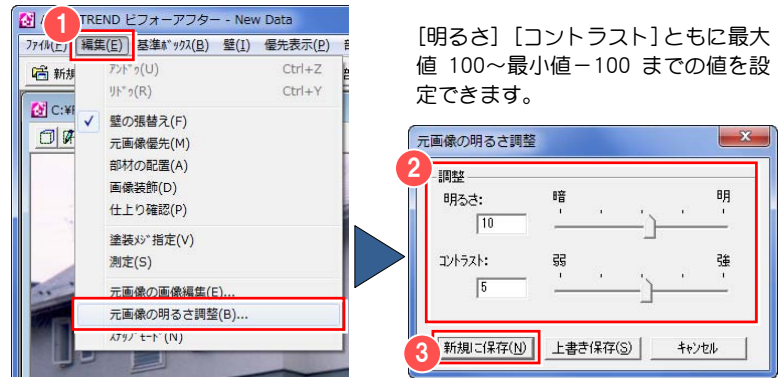 TREND ビフォーアフター - New Data
1
ファイル(F) 編集(E) 基準ボックス(B) 壁(I) 優先表示(P)
新規
C:¥
アンドゥ(U) Ctrl+Z
リドゥ(R) Ctrl+Y
壁の張替え(F)
元画像優先(M)
部材の配置(A)
画像装飾(D)
仕上り確認(P)
塗装メジ指定(V)
測定(S)
元画像の画像編集(E)...
元画像の明るさ調整(B)...
ステップモード(N)
[明るさ] [コントラスト]ともに最大
値 100～最小値－100 までの値を設
定できます。
元画像の明るさ調整
2
調整
明るさ: 暗 明
10
コントラスト: 弱 強
5
3
新規に保存(N) 上書き保存(S) キャンセル